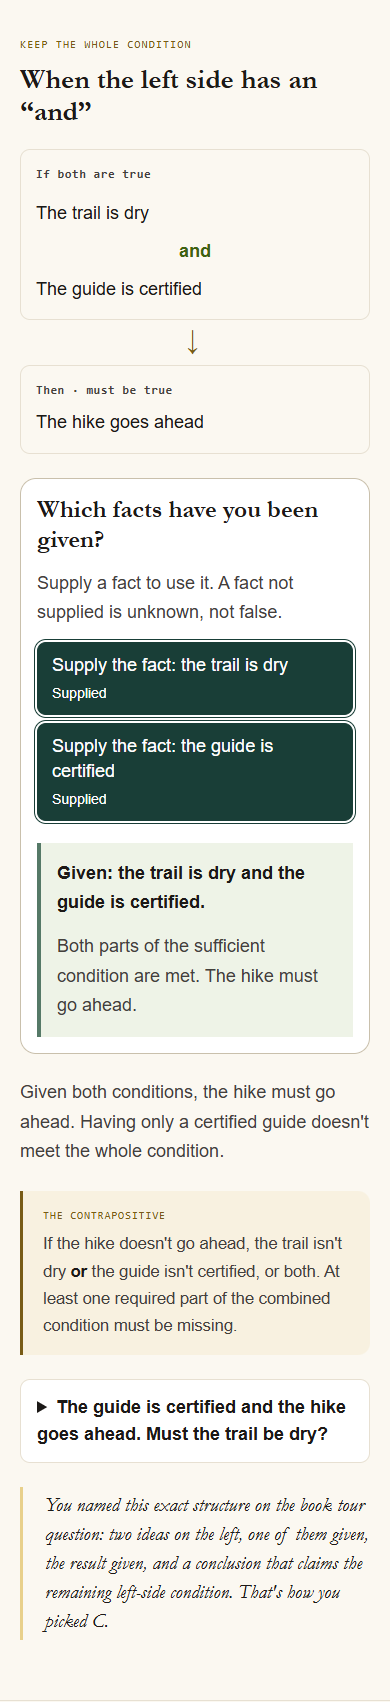 KEEP THE WHOLE CONDITION
When the left side has an
“and”
If both are true
The trail is dry
and
The guide is certified
↓
Then · must be true
The hike goes ahead
Which facts have you been
given?
Supply a fact to use it. A fact not
supplied is unknown, not false.
Supply the fact: the trail is dry
Supplied
Supply the fact: the guide is
certified
Supplied
Given: the trail is dry and the
guide is certified.
Both parts of the sufficient
condition are met. The hike must
go ahead.
Given both conditions, the hike must go
ahead. Having only a certified guide doesn't
meet the whole condition.
THE CONTRAPOSITIVE
If the hike doesn't go ahead, the trail isn't
dry or the guide isn't certified, or both. At
least one required part of the combined
condition must be missing.
▶ The guide is certified and the hike
goes ahead. Must the trail be dry?
You named this exact structure on the book tour
question: two ideas on the left, one of them given,
the result given, and a conclusion that claims the
remaining left-side condition. That's how you
picked C.